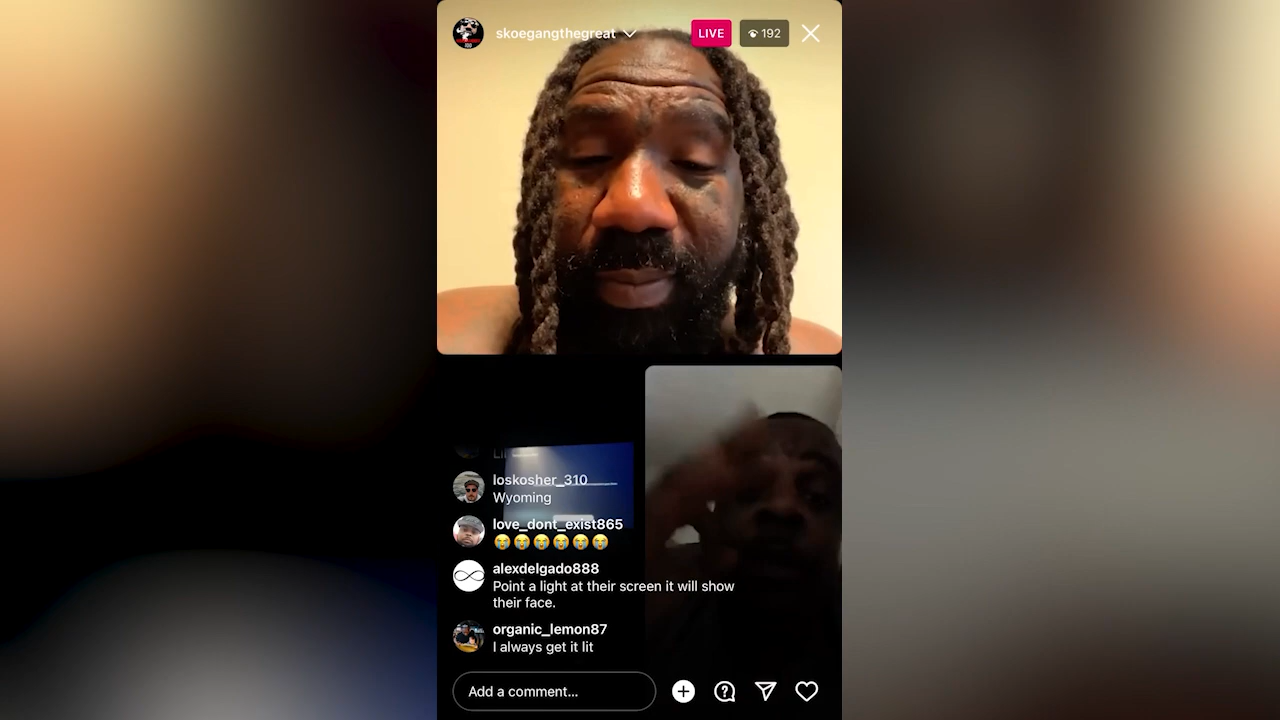 skoegangthegreat
LIVE
192
loskosher_310
Wyoming
love_dont_exist865
😭😭😭😭😭😭
alexdelgado888
Point a light at their screen it will show
their face.
organic_lemon87
I always get it lit
Add a comment...